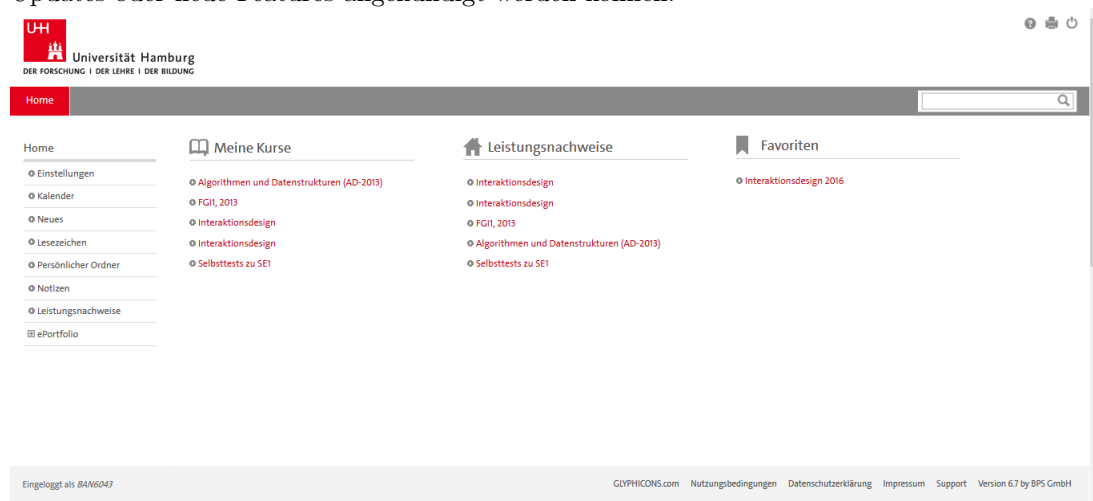 Updates oder neue Features angekündigt werden können.
UH
Universität Hamburg
DER FORSCHUNG I DER LEHRE I DER BILDUNG
Home
Home
Einstellungen
Kalender
Neues
Lesezeichen
Persönlicher Ordner
Notizen
Leistungsnachweise
ePortfolio
Meine Kurse
Algorithmen und Datenstrukturen (AD-2013)
FGI1, 2013
Interaktionsdesign
Interaktionsdesign
Selbsttests zu SE1
Leistungsnachweise
Interaktionsdesign
Interaktionsdesign
FGI1, 2013
Algorithmen und Datenstrukturen (AD-2013)
Selbsttests zu SE1
Favoriten
Interaktionsdesign 2016
Eingeloggt als BAN6043
GLYPHICONS.com Nutzungsbedingungen Datenschutzerklärung Impressum Support Version 6.7 by BPS GmbH